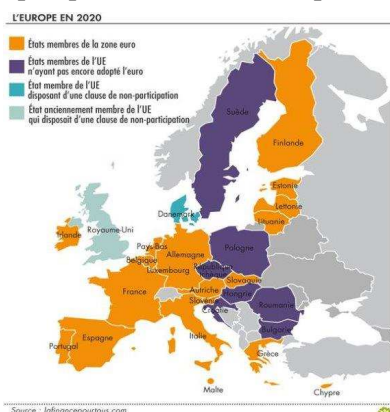 L'EUROPE EN 2020
États membres de la zone euro
États membres de l'UE
n'ayant pas encore adopté l'euro
État membre de l'UE
disposant d'une clause de non-participation
État anciennement membre de l'UE
qui disposait d'une clause de non-participation
Suède
Finlande
Estonie
Lettonie
Lituanie
Danemark
Irlande
Royaume-Uni
Pays-Bas
Belgique
Allemagne
Pologne
Luxembourg
République
tchèque
Slovaquie
France
Autriche
Hongrie
Slovénie
Croatie
Roumanie
Bulgarie
Italie
Espagne
Portugal
Grèce
Malte
Chypre
Source : lafinancepourtous.com